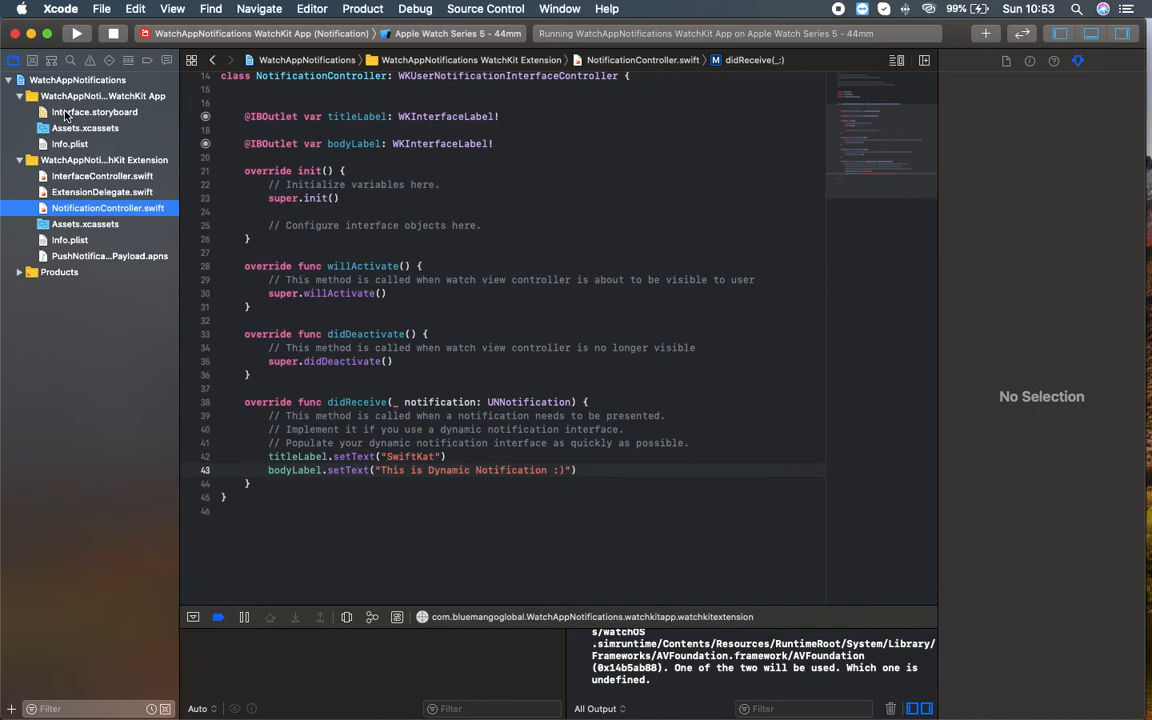 Xcode File Edit View Find Navigate Editor Product Debug Source Control Window Help 99% Sun 10:53
WatchAppNotifications WatchKit App (Notification) Apple Watch Series 5 - 44mm Running WatchAppNotifications WatchKit App on Apple Watch Series 5 - 44mm
WatchAppNotifications WatchAppNotifications WatchKit Extension NotificationController.swift M didReceive(_:)
WatchAppNotifications
WatchAppNoti...WatchKit App
Interface.storyboard
Assets.xcassets
Info.plist
WatchAppNoti...hKit Extension
InterfaceController.swift
ExtensionDelegate.swift
NotificationController.swift
Assets.xcassets
Info.plist
PushNotifica...Payload.apns
Products
14 class NotificationController: WKUserNotificationInterfaceController {
15
16
@IBOutlet var titleLabel: WKInterfaceLabel!
18
@IBOutlet var bodyLabel: WKInterfaceLabel!
20
21 override init() {
22 // Initialize variables here.
23 super.init()
24
25 // Configure interface objects here.
26 }
27
28 override func willActivate() {
29 // This method is called when watch view controller is about to be visible to user
30 super.willActivate()
31 }
32
33 override func didDeactivate() {
34 // This method is called when watch view controller is no longer visible
35 super.didDeactivate()
36 }
37
38 override func didReceive(_ notification: UNNotification) {
39 // This method is called when a notification needs to be presented.
40 // Implement it if you use a dynamic notification interface.
41 // Populate your dynamic notification interface as quickly as possible.
42 titleLabel.setText("SwiftKat")
43 bodyLabel.setText("This is Dynamic Notification :)")
44 }
45 }
46
No Selection
com.bluemangoglobal.WatchAppNotifications.watchkitapp.watchkitextension
s/watchOS
.simruntime/Contents/Resources/RuntimeRoot/System/Library/
Frameworks/AVFoundation.framework/AVFoundation
(0x14b5ab88). One of the two will be used. Which one is
undefined.
Filter Auto Filter All Output Filter